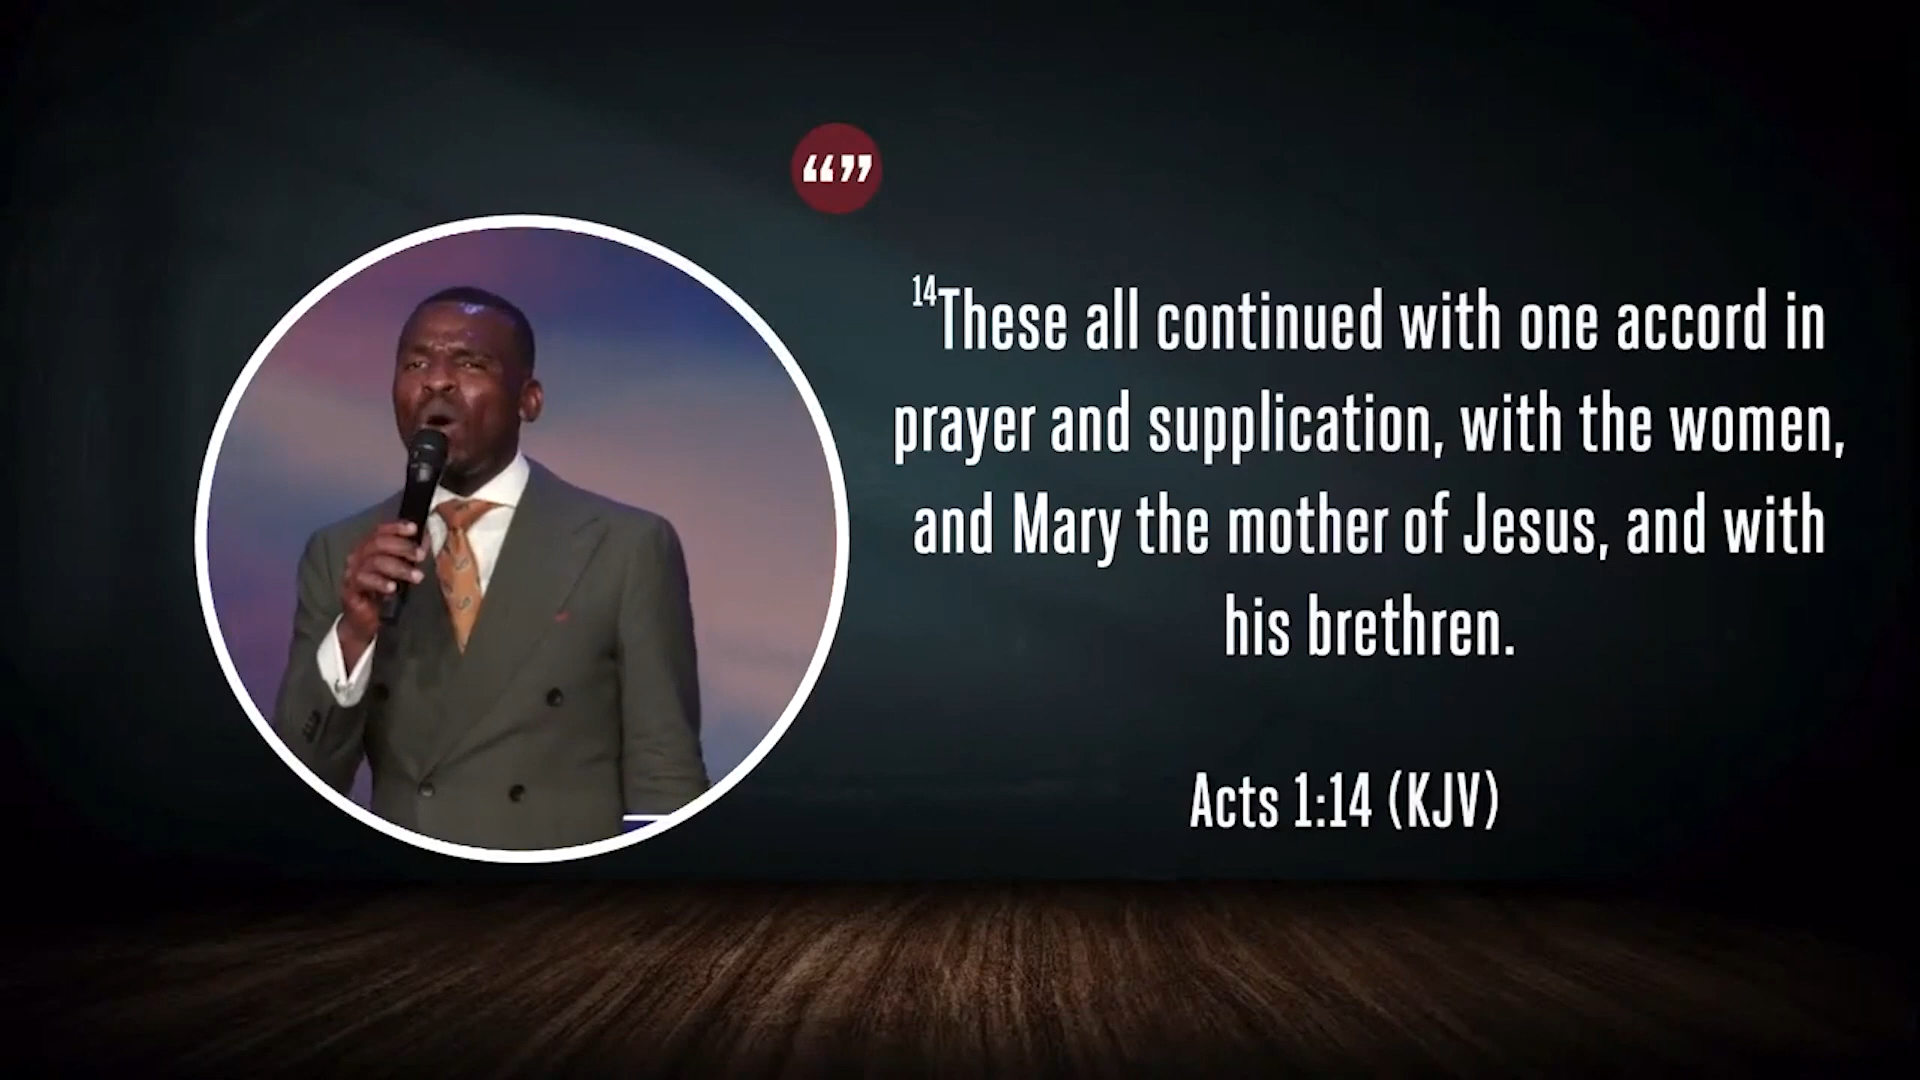 “”
14These all continued with one accord in
prayer and supplication, with the women,
and Mary the mother of Jesus, and with
his brethren.
Acts 1:14 (KJV)